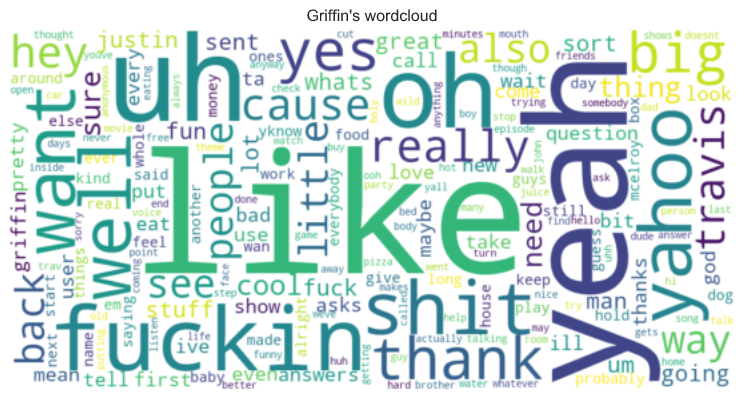 Griffin's wordcloud
hey
justin
sent
yes
whats
oh
great
call
also
sort
big
thought
around
open
uh
cause
wait
come
thing
look
day
want
sure
every
ones
money
fun
ta
yknow
food
really
love
new
guys
question
box
yeah
yahoo
travis
well
people
lot
little
work
everybody
maybe
take
need
still
bit
guess
man
god
dog
like
griffin
pretty
else
kind
ever
real
said
put
eat
feel
bad
use
wan
another
whole
movie
never
days
inside
car
anonymous
youve
eating
always
free
theme
watch
buy
party
ooh
yall
hot
walk
juice
john
ask
find
hello
dude
uhh
answer
person
last
hi
mcelroy
dad
somebody
friends
shows
doesnt
though
trying
stop
episode
boy
anything
wild
holy
check
anyway
minutes
cut
mouth
user
things
trav
sorry
end
voice
coming
point
done
game
bed
body
many
turn
went
away
pizza
face
step
back
start
next
see
cool
fuck
give
long
keep
nice
play
thanks
house
shit
stuff
show
asks
fuckin
thank
way
em
saying
old
name
ive
made
life
listen
weve
huh
alright
makes
called
help
actually
talking
room
may
try
hold
ill
um
going
gets
song
talk
home
probably
mean
tell
first
putting
baby
better
even
funny
answers
getting
guy
hard
brother
water
whatever